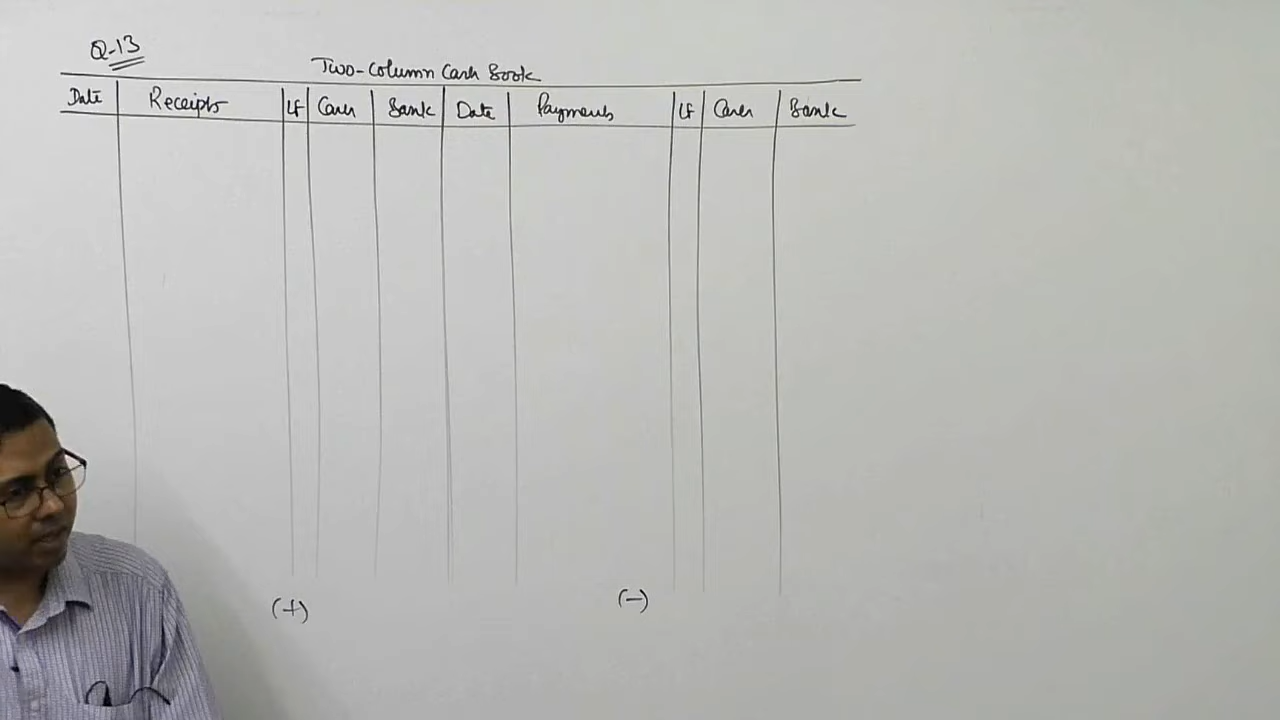 Q-13
Two-Column Cash Book
Date Receipts LF Cash Bank Date Payments LF Cash Bank
(+) (-)